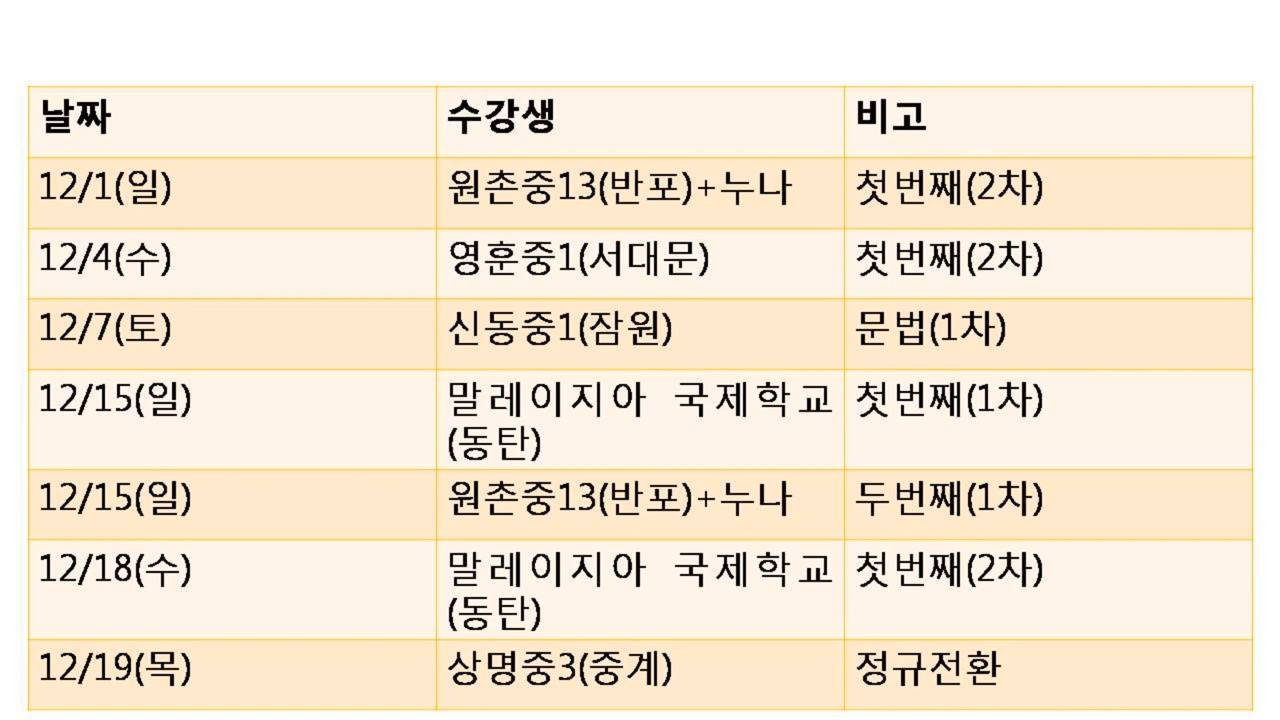 날짜 수강생 비고
12/1(일) 원촌중13(반포)+누나 첫번째(2차)
12/4(수) 영훈중1(서대문) 첫번째(2차)
12/7(토) 신동중1(잠원) 문법(1차)
12/15(일) 말레이지아 국제학교 첫번째(1차)
(동탄)
12/15(일) 원촌중13(반포)+누나 두번째(1차)
12/18(수) 말레이지아 국제학교 첫번째(2차)
(동탄)
12/19(목) 상명중3(중계) 정규전환